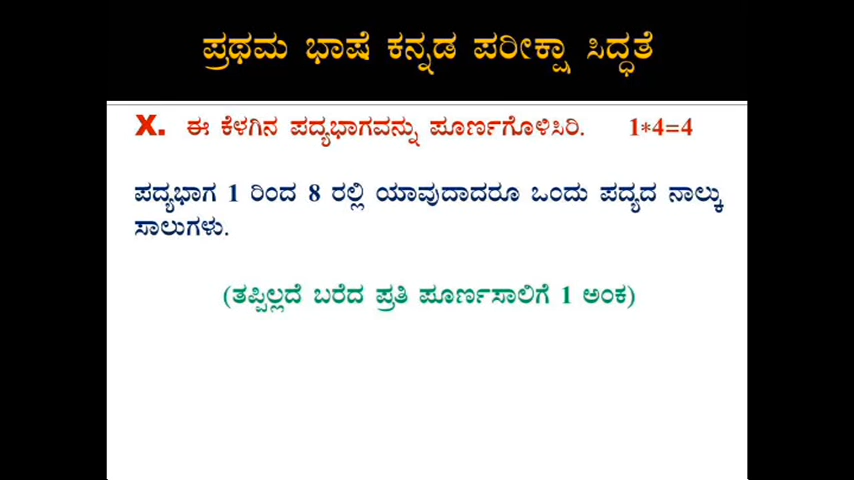 ಪ್ರಥಮ ಭಾಷೆ ಕನ್ನಡ ಪರೀಕ್ಷಾ ಸಿದ್ಧತೆ
X. ಈ ಕೆಳಗಿನ ಪದ್ಯಭಾಗವನ್ನು ಪೂರ್ಣಗೊಳಿಸಿರಿ. 1*4=4
ಪದ್ಯಭಾಗ 1 ರಿಂದ 8 ರಲ್ಲಿ ಯಾವುದಾದರೂ ಒಂದು ಪದ್ಯದ ನಾಲ್ಕು
ಸಾಲುಗಳು.
(ತಪ್ಪಿಲ್ಲದೆ ಬರೆದ ಪ್ರತಿ ಪೂರ್ಣಸಾಲಿಗೆ 1 ಅಂಕ)